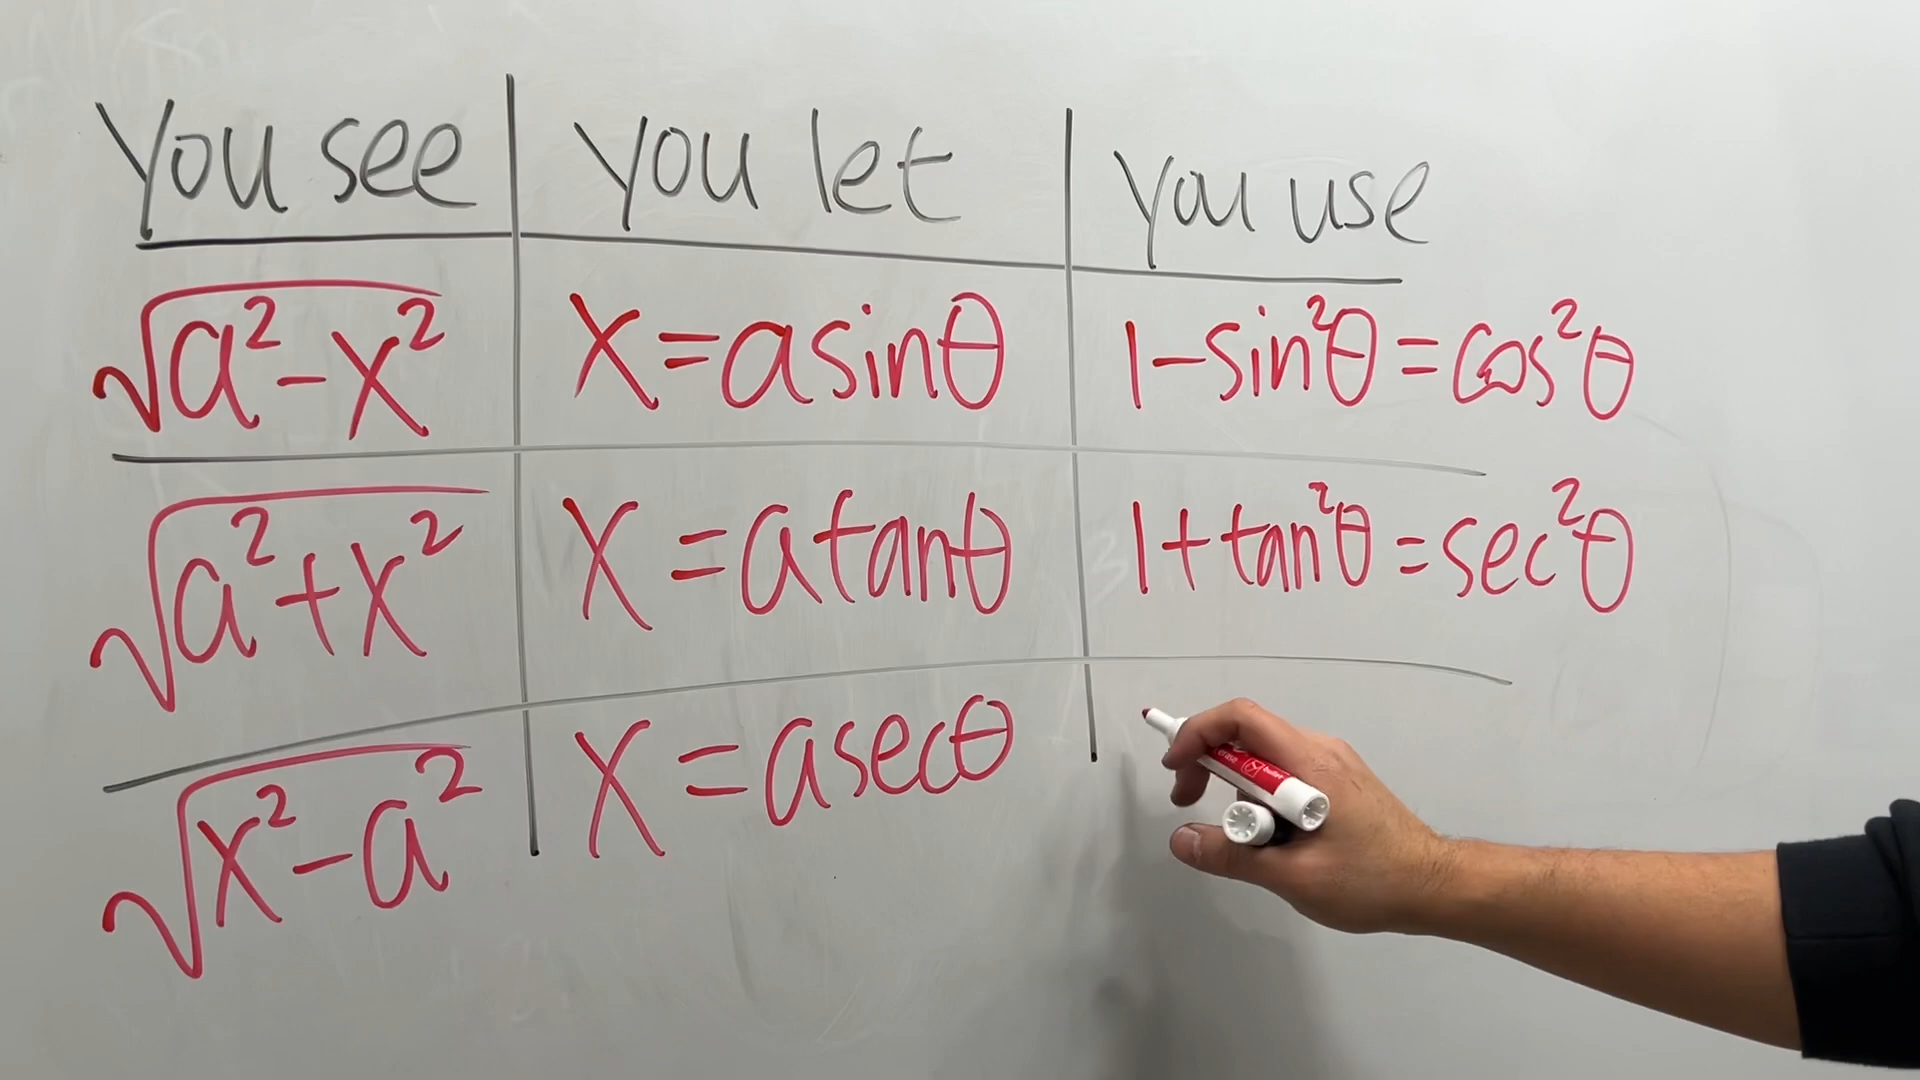 you see you let you use
√(a²-x²) x=asinθ 1-sin²θ=cos²θ
√(a²+x²) x=atanθ 1+tan²θ=sec²θ
√(x²-a²) x=asecθ